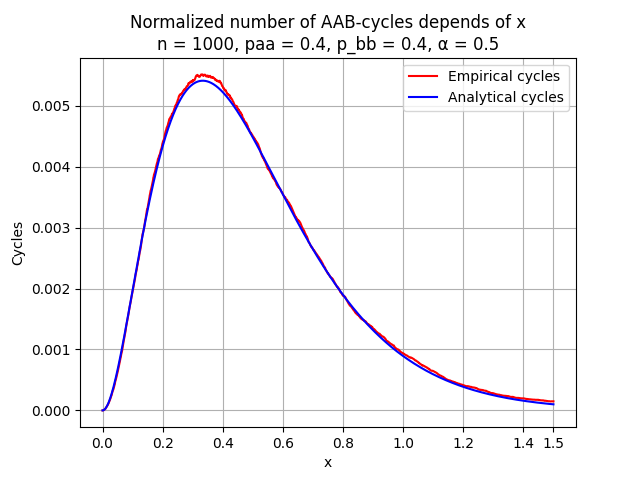 Normalized number of AAB-cycles depends of x
n = 1000, paa = 0.4, p_bb = 0.4, α = 0.5
Empirical cycles
Analytical cycles
0.005
0.004
0.003
0.002
0.001
0.000
Cycles
0.0 0.2 0.4 0.6 0.8 1.0 1.2 1.4 1.5
x